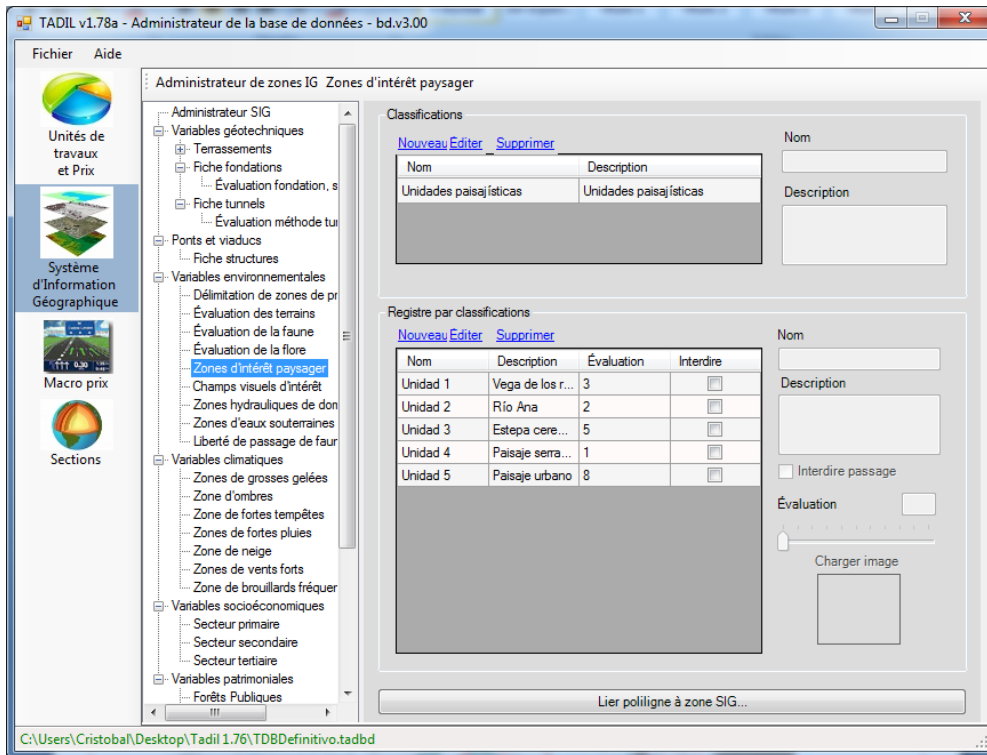 TADIL v1.78a - Administrateur de la base de données - bd.v3.00
Fichier Aide
Unités de
travaux
et Prix
Système
d'Information
Géographique
Macro prix
Sections
Administrateur de zones IG Zones d'intérêt paysager
Administrateur SIG
Variables géotechniques
Terrassements
Fiche fondations
Évaluation fondation, s
Fiche tunnels
Évaluation méthode tu
Ponts et viaducs
Fiche structures
Variables environnementales
Délimitation de zones de pr
Évaluation des terrains
Évaluation de la faune
Évaluation de la flore
Zones d'intérêt paysager
Champs visuels d'intérêt
Zones hydrauliques de don
Zones d'eaux souterraines
Liberté de passage de faur
Variables climatiques
Zones de grosses gelées
Zone d'ombres
Zone de fortes tempêtes
Zones de fortes pluies
Zone de neige
Zones de vents forts
Zone de brouillards fréquer
Variables socioéconomiques
Secteur primaire
Secteur secondaire
Secteur tertiaire
Variables patrimoniales
Forêts Publiques
Classifications
Nouveau Éditer Supprimer
Nom Description
Unidades paisajísticas Unidades paisajísticas
Nom
Description
Registre par classifications
Nouveau Éditer Supprimer
Nom Description Évaluation Interdire
Unidad 1 Vega de los r... 3
Unidad 2 Río Ana 2
Unidad 3 Estepa cere... 5
Unidad 4 Paisaje serra... 1
Unidad 5 Paisaje urbano 8
Nom
Description
Interdire passage
Évaluation
Charger image
Lier poliligne à zone SIG...
C:\Users\Cristobal\Desktop\Tadil 1.76\TDBDefinitivo.tadbd